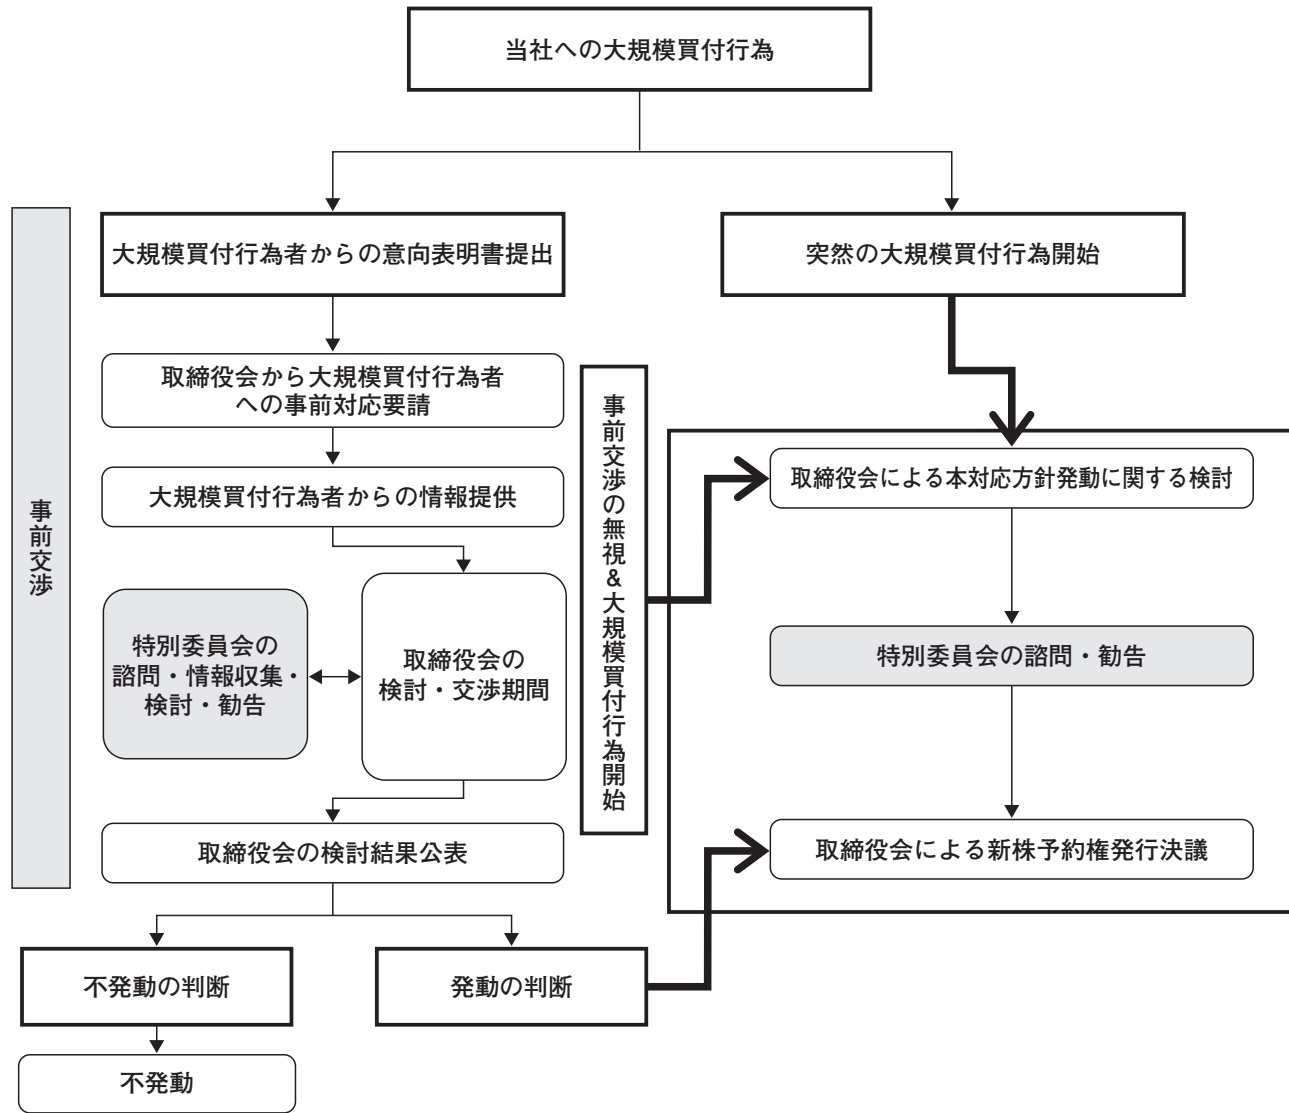 当社への大規模買付行為
事前交渉
大規模買付行為者からの意向表明書提出
取締役会から大規模買付行為者
への事前対応要請
大規模買付行為者からの情報提供
特別委員会の
諮問・情報収集・
検討・勧告
取締役会の
検討・交渉期間
取締役会の検討結果公表
不発動の判断
発動の判断
不発動
事前交渉の無視&大規模買付行為開始
突然の大規模買付行為開始
取締役会による本対応方針発動に関する検討
特別委員会の諮問・勧告
取締役会による新株予約権発行決議